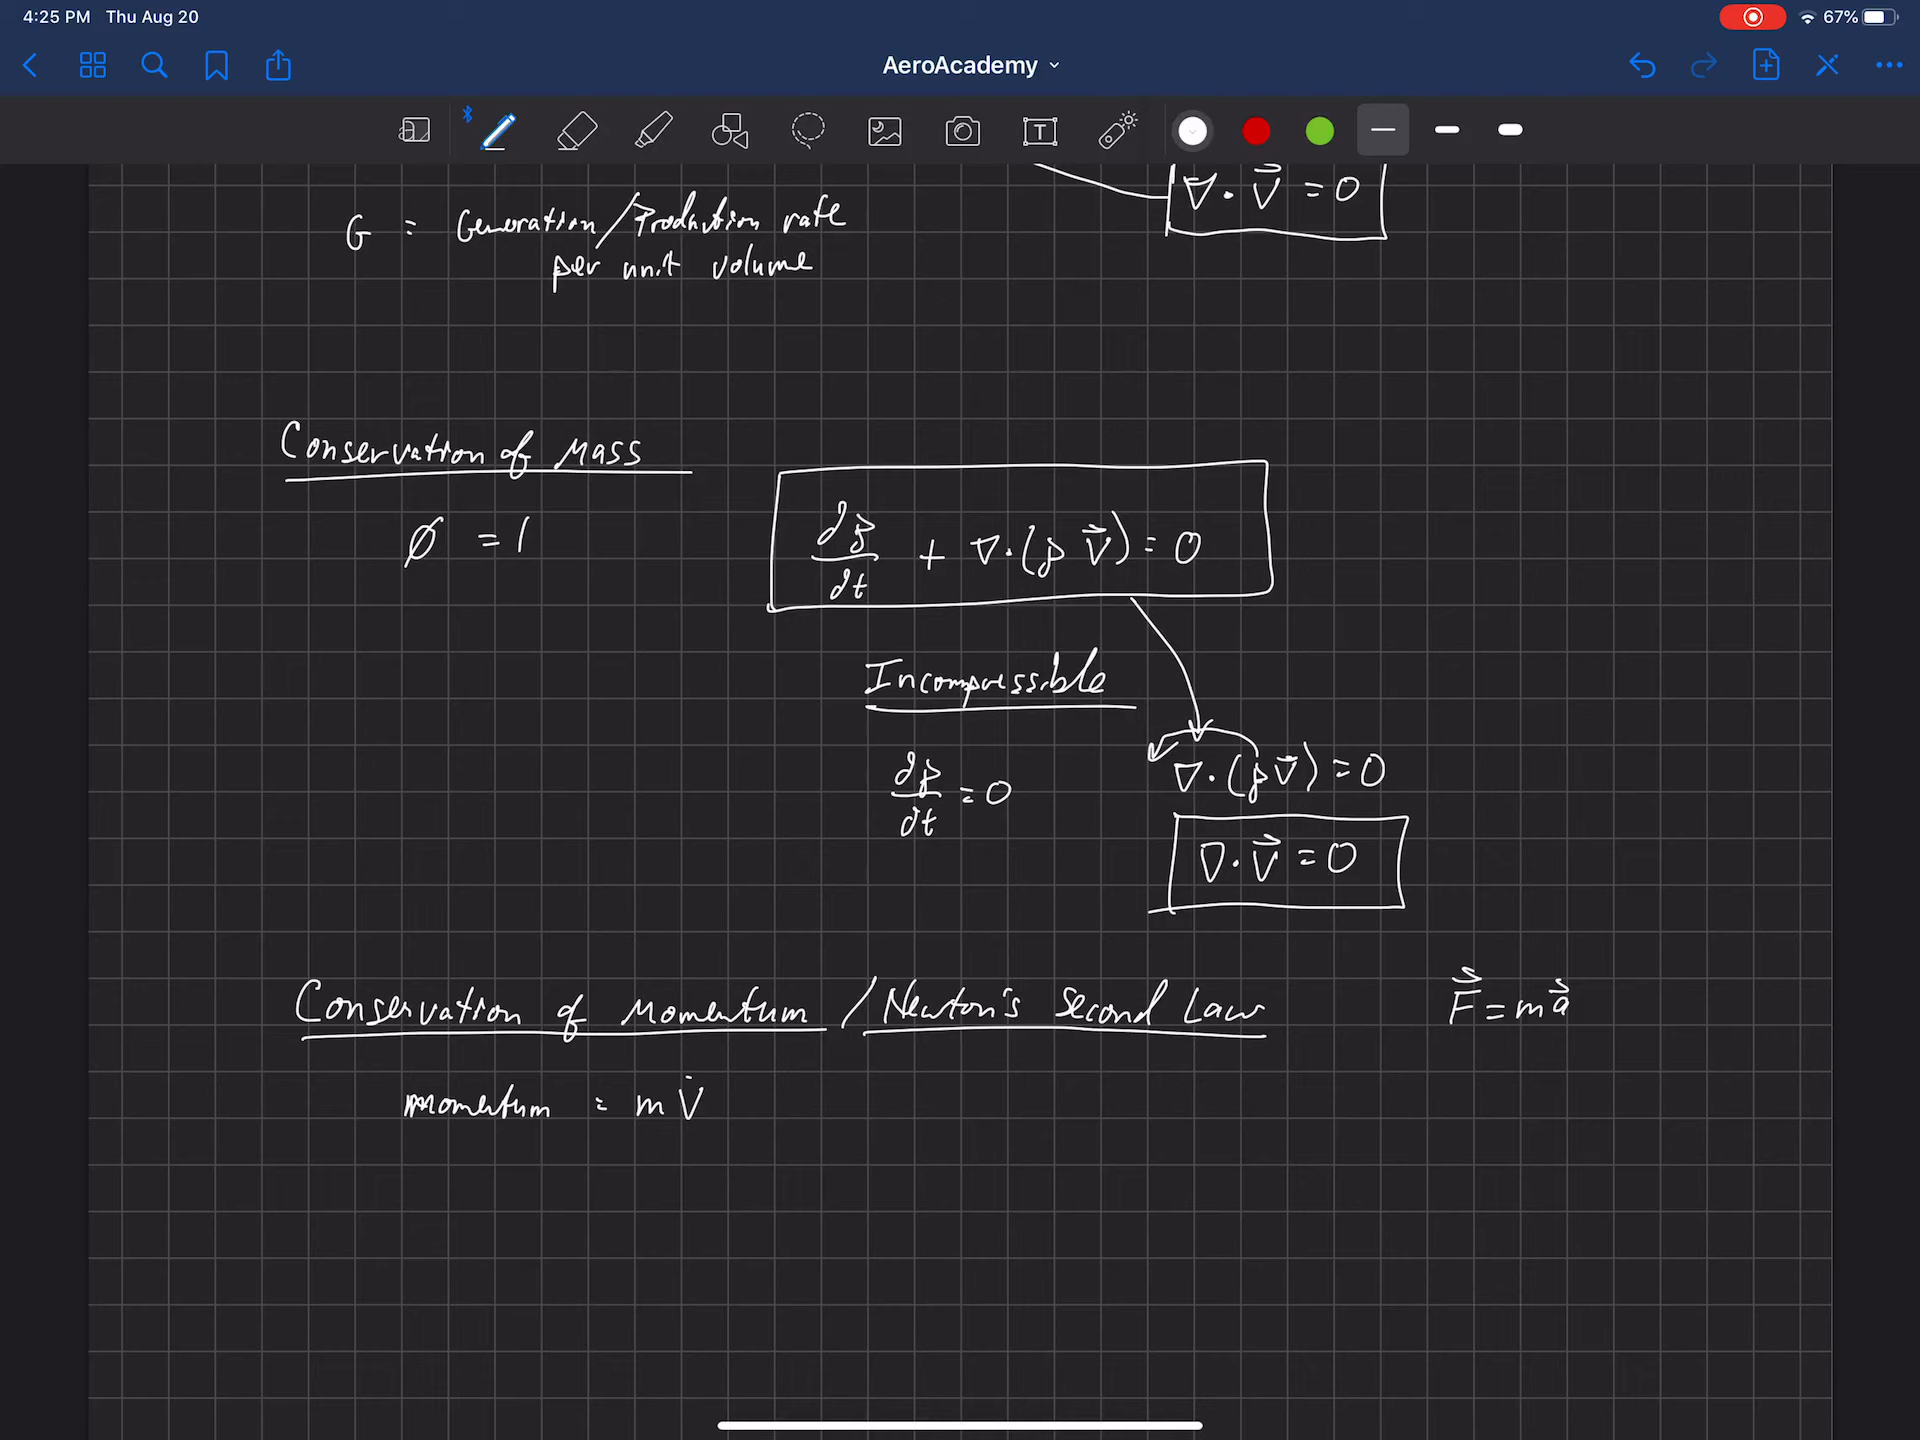 4:25 PM Thu Aug 20
67%
AeroAcademy
∇ · V⃗ = 0
G = Generation/Production rate
per unit volume
Conservation of Mass
∅ = 1
∂ρ/∂t + ∇·(ρ V⃗) = 0
Incompressible
∂ρ/∂t = 0
∇·(ρV⃗) = 0
∇·V⃗ = 0
Conservation of Momentum / Newton's Second Law
F⃗ = ma⃗
momentum = m V⃗